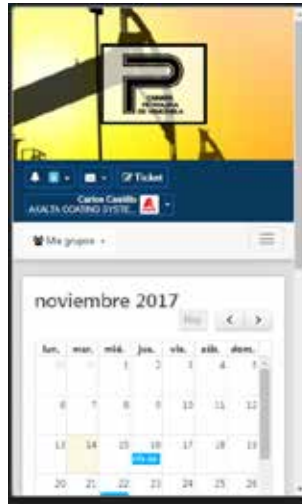 CAMARA
PETROLERA
DE VENEZUELA
Ticket
Carlos Castillo
AXALTA COATING SYSTE...
Mis grupos
noviembre 2017
Hoy
lun. mar. mié. jue. vie. sáb. dom.
1 2 3 4 5
6 7 8 9 10 11 12
13 14 15 16 17 18 19
20 21 22 23 24 25 26